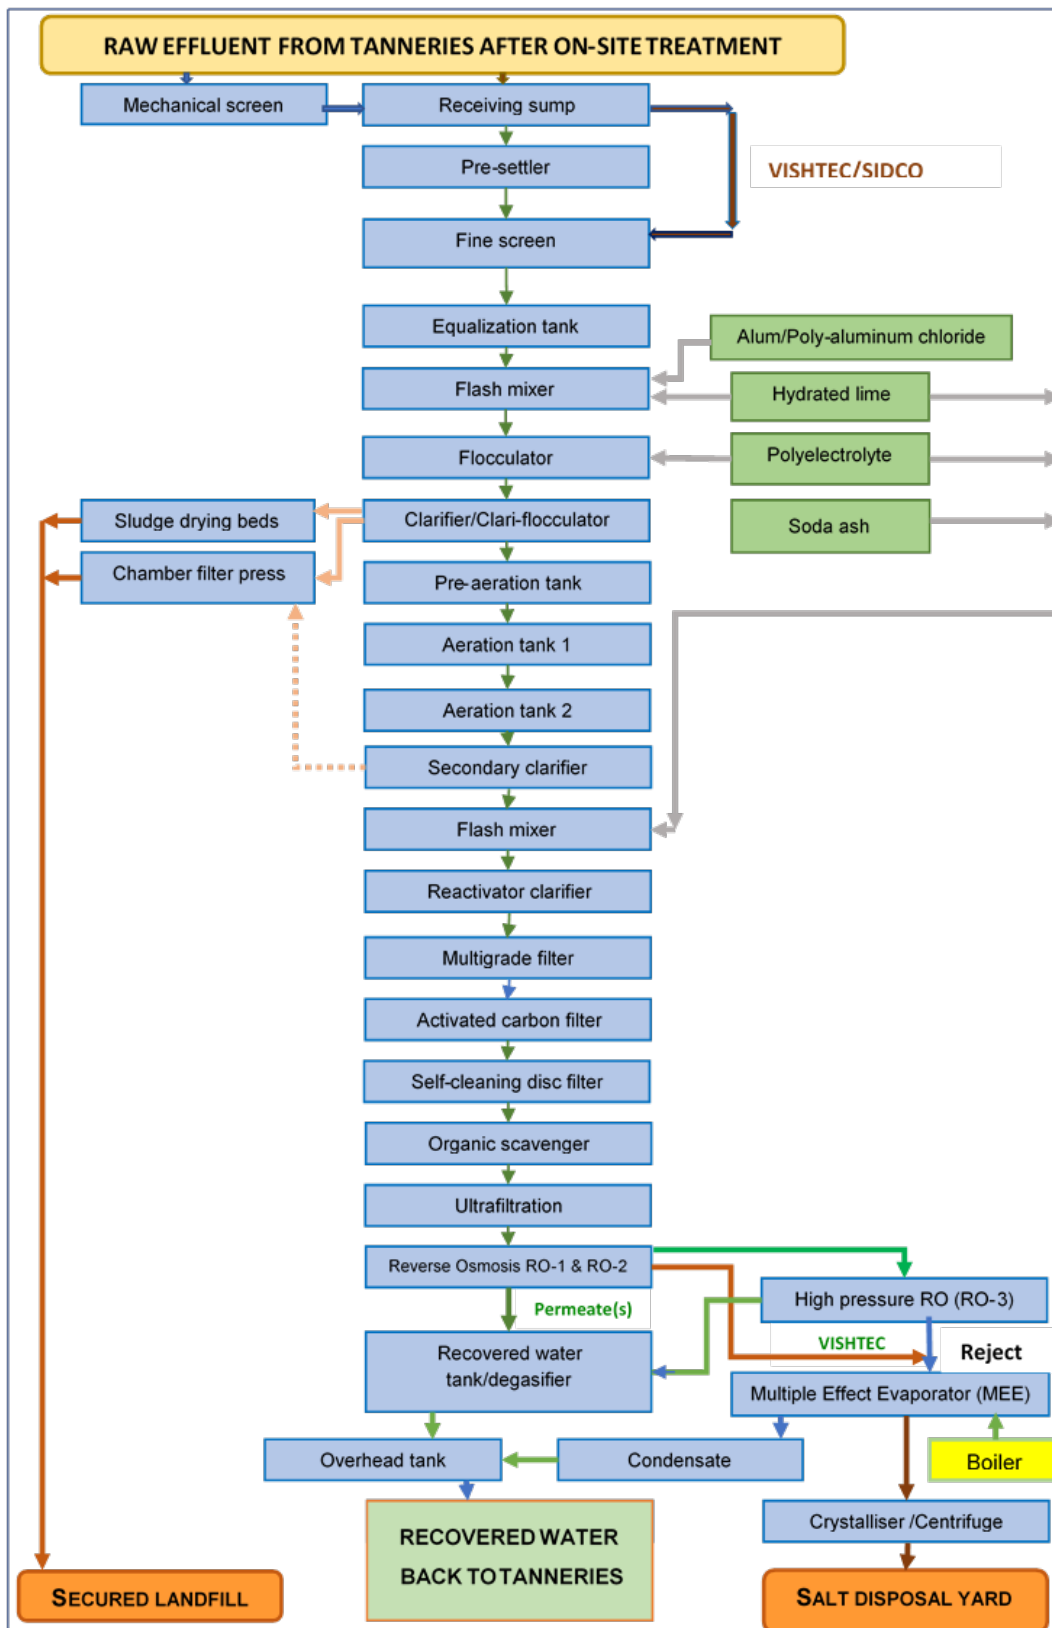 RAW EFFLUENT FROM TANNERIES AFTER ON-SITE TREATMENT
Mechanical screen
Receiving sump
Pre-settler
VISHTEC/SIDCO
Fine screen
Equalization tank
Alum/Poly-aluminum chloride
Flash mixer
Hydrated lime
Flocculator
Polyelectrolyte
Sludge drying beds
Clarifier/Clari-flocculator
Soda ash
Chamber filter press
Pre-aeration tank
Aeration tank 1
Aeration tank 2
Secondary clarifier
Flash mixer
Reactivator clarifier
Multigrade filter
Activated carbon filter
Self-cleaning disc filter
Organic scavenger
Ultrafiltration
Reverse Osmosis RO-1 & RO-2
High pressure RO (RO-3)
Permeate(s)
VISHTEC
Reject
Recovered water
tank/degasifier
Multiple Effect Evaporator (MEE)
Overhead tank
Condensate
Boiler
Crystalliser /Centrifuge
RECOVERED WATER
BACK TO TANNERIES
SECURED LANDFILL
SALT DISPOSAL YARD